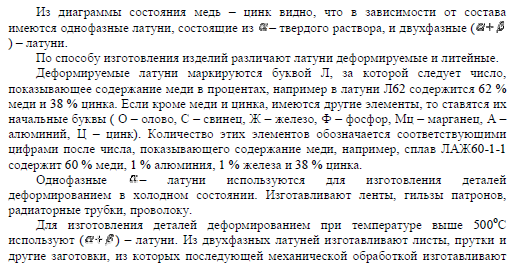 Из диаграммы состояния медь – цинк видно, что в зависимости от состава
имеются однофазные латуни, состоящие из α – твердого раствора, и двухфазные (α+β
) – латуни.
По способу изготовления изделий различают латуни деформируемые и литейные.
Деформируемые латуни маркируются буквой Л, за которой следует число,
показывающее содержание меди в процентах, например в латуни Л62 содержится 62 %
меди и 38 % цинка. Если кроме меди и цинка, имеются другие элементы, то ставятся их
начальные буквы ( О – олово, С – свинец, Ж – железо, Ф – фосфор, Мц – марганец, А –
алюминий, Ц – цинк). Количество этих элементов обозначается соответствующими
цифрами после числа, показывающего содержание меди, например, сплав ЛАЖ60-1-1
содержит 60 % меди, 1 % алюминия, 1 % железа и 38 % цинка.
Однофазные α – латуни используются для изготовления деталей
деформированием в холодном состоянии. Изготавливают ленты, гильзы патронов,
радиаторные трубки, проволоку.
Для изготовления деталей деформированием при температуре выше 500⁰С
используют (α+β) – латуни. Из двухфазных латуней изготавливают листы, прутки и
другие заготовки, из которых последующей механической обработкой изготавливают